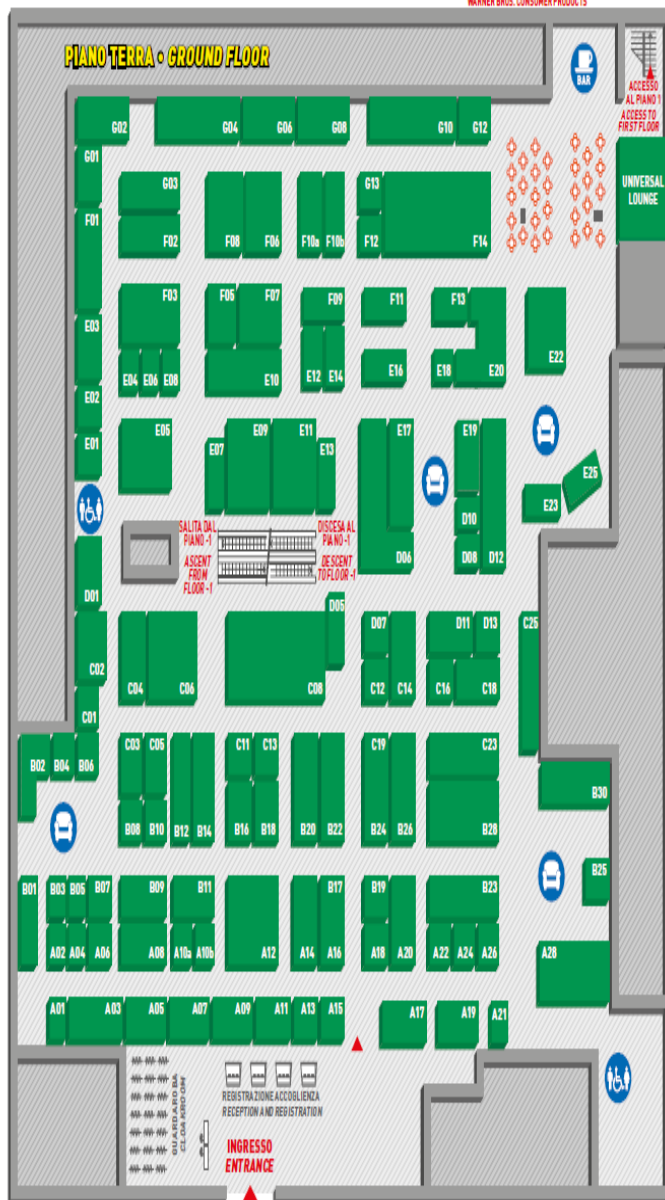 WARNER BROS. CONSUMER PRODUCTS
PIANO TERRA • GROUND FLOOR
BAR
ACCESSO
AL PIANO 1
ACCESS TO
FIRST FLOOR
G02
G04
G06
G08
G10
G12
G01
UNIVERSAL
LOUNGE
G03
G13
F01
F02
F08
F06
F10a
F10b
F12
F14
F03
F05
F07
F09
F11
F13
E03
E04
E06
E08
E10
E12
E14
E16
E18
E20
E22
E02
E01
E05
E07
E09
E11
E13
E17
E19
E25
E23
SALITA DAL
PIANO -1
ASCENT
FROM
FLOOR -1
DISCESA AL
PIANO -1
DESCENT
TO FLOOR -1
D10
D06
D08
D12
D01
D05
D07
D11
D13
C25
C02
C04
C06
C08
C12
C14
C16
C18
C01
B02
B04
B06
C03
C05
C11
C13
C19
C23
B08
B10
B12
B14
B16
B18
B20
B22
B24
B26
B28
B30
B01
B03
B05
B07
B09
B11
B17
B19
B23
B25
A02
A04
A06
A08
A10a
A10b
A12
A14
A16
A18
A20
A22
A24
A26
A28
A01
A03
A05
A07
A09
A11
A13
A15
A17
A19
A21
GUARDAROBA
CLOAKROOM
REGISTRAZIONE ACCOGLIENZA
RECEPTION AND REGISTRATION
INGRESSO
ENTRANCE